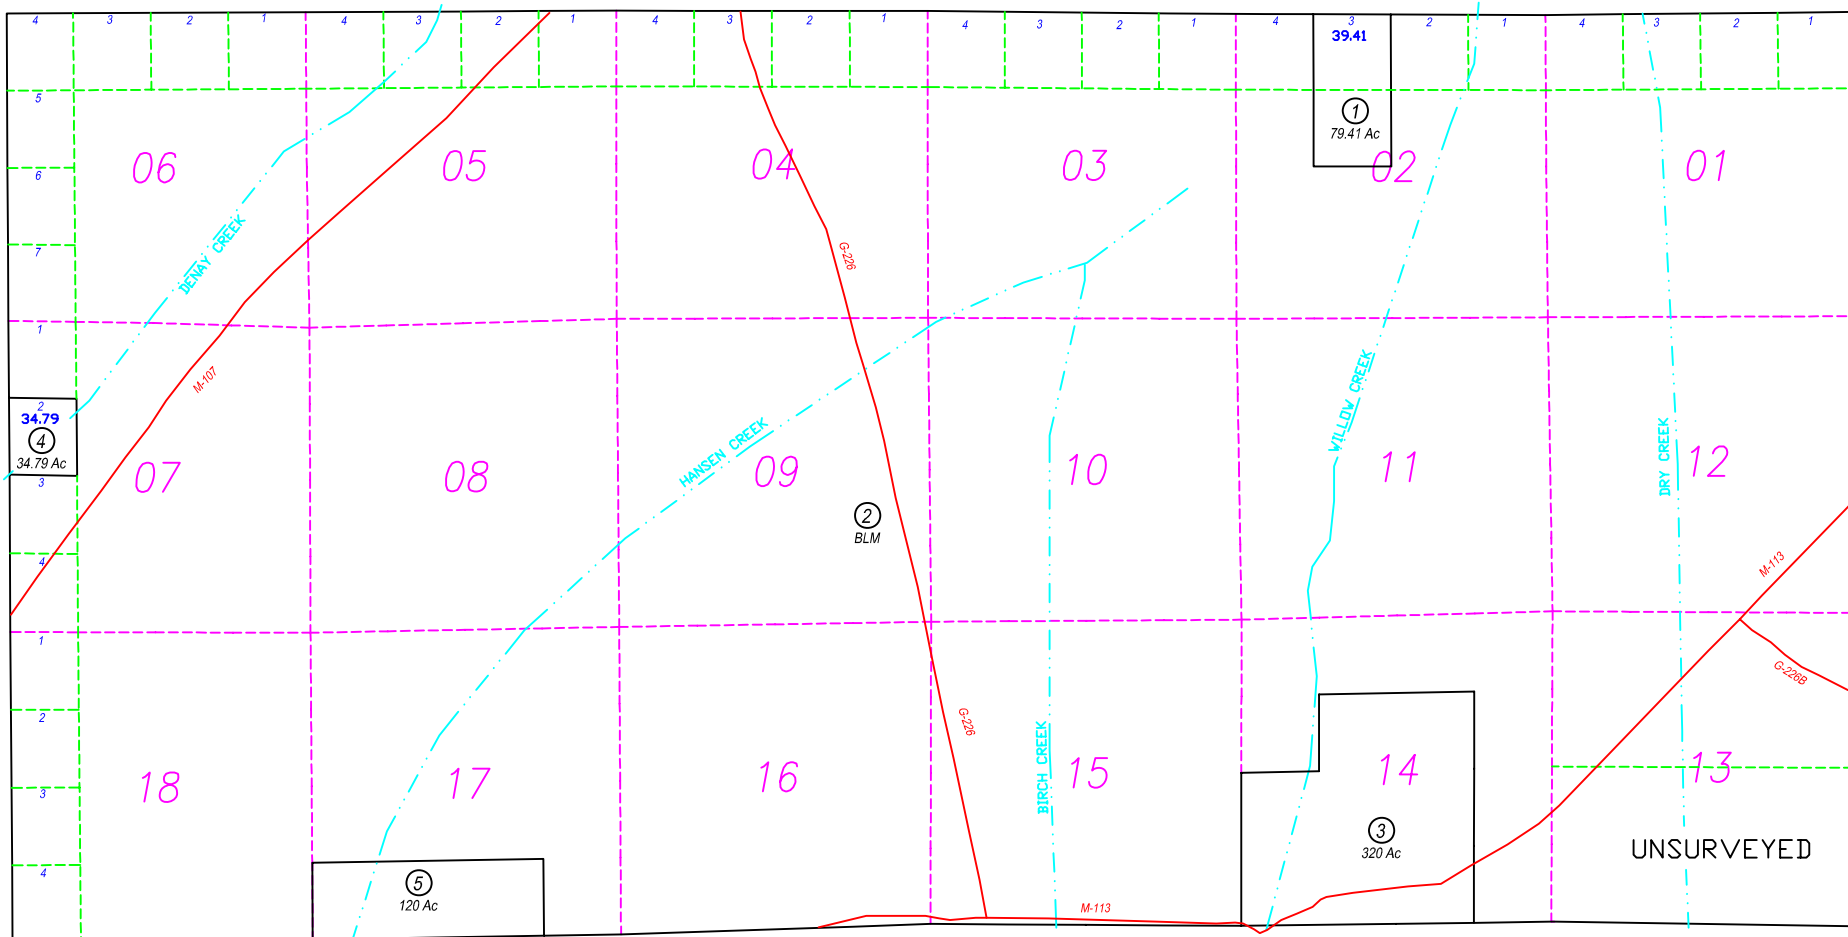 4 3 2 1 4 3 2 1 4 3 2 1 4 3 2 1 4 3 2 1 4 3 2 1
39.41
5
1
79.41 Ac
06 05 04 03 02 01
6
DENAY CREEK
7
G-226
1
M-107
WILLOW CREEK
2
34.79
4
34.79 Ac
3
HANSEN CREEK
DRY CREEK
07 08 09 10 11 12
2
BLM
4
M-113
1
G-226B
2
G-226
BIRCH CREEK
18 17 16 15 14 13
3
3
320 Ac
UNSURVEYED
4
5
120 Ac
M-113